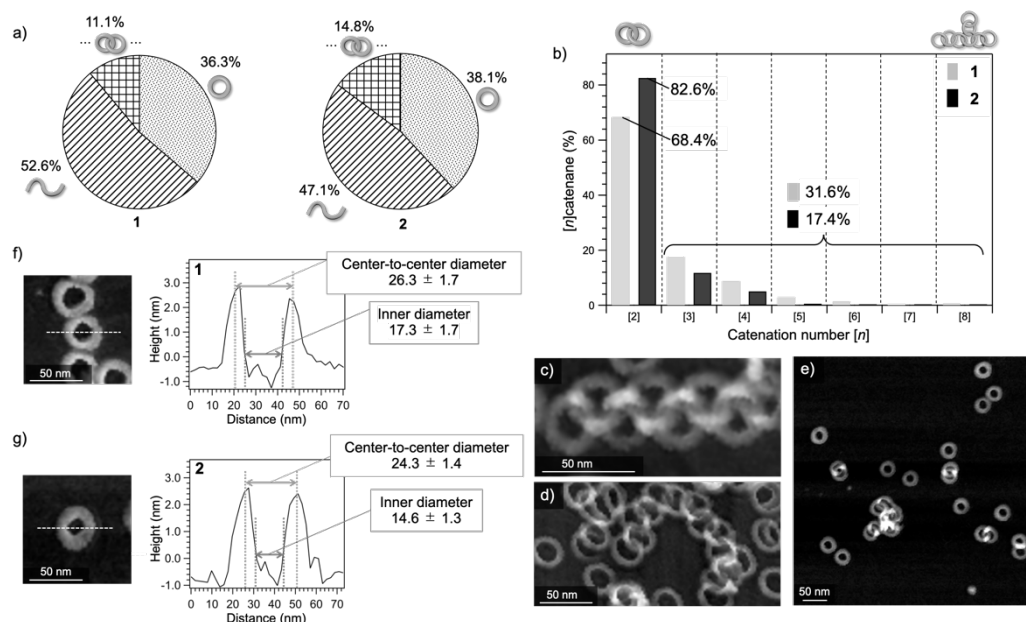 a)
11.1%
36.3%
52.6%
1
14.8%
38.1%
47.1%
2
b)
[n]catenane (%)
80
60
40
20
0
82.6%
68.4%
1
2
31.6%
17.4%
[2] [3] [4] [5] [6] [7] [8]
Catenation number [n]
f)
50 nm
1
Height (nm)
3.0
2.0
1.0
0.0
-1.0
0 10 20 30 40 50 60 70
Distance (nm)
Center-to-center diameter
26.3 ± 1.7
Inner diameter
17.3 ± 1.7
g)
50 nm
2
Height (nm)
3.0
2.0
1.0
0.0
-1.0
0 10 20 30 40 50 60 70
Distance (nm)
Center-to-center diameter
24.3 ± 1.4
Inner diameter
14.6 ± 1.3
c)
50 nm
d)
50 nm
e)
50 nm